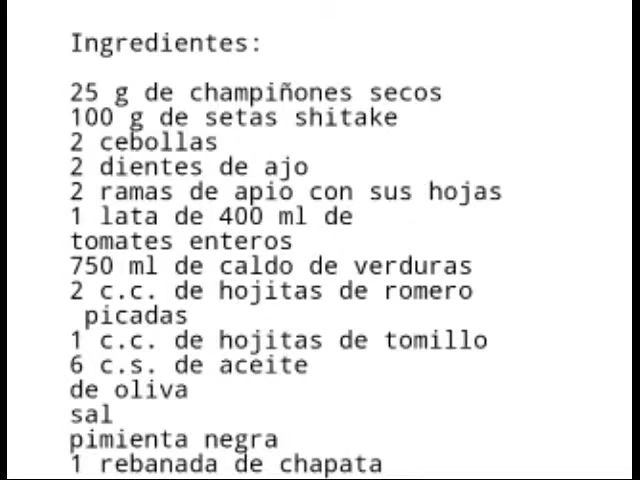 Ingredientes:
25 g de champiñones secos
100 g de setas shitake
2 cebollas
2 dientes de ajo
2 ramas de apio con sus hojas
1 lata de 400 ml de
tomates enteros
750 ml de caldo de verduras
2 c.c. de hojitas de romero
picadas
1 c.c. de hojitas de tomillo
6 c.s. de aceite
de oliva
sal
pimienta negra
1 rebanada de chapata